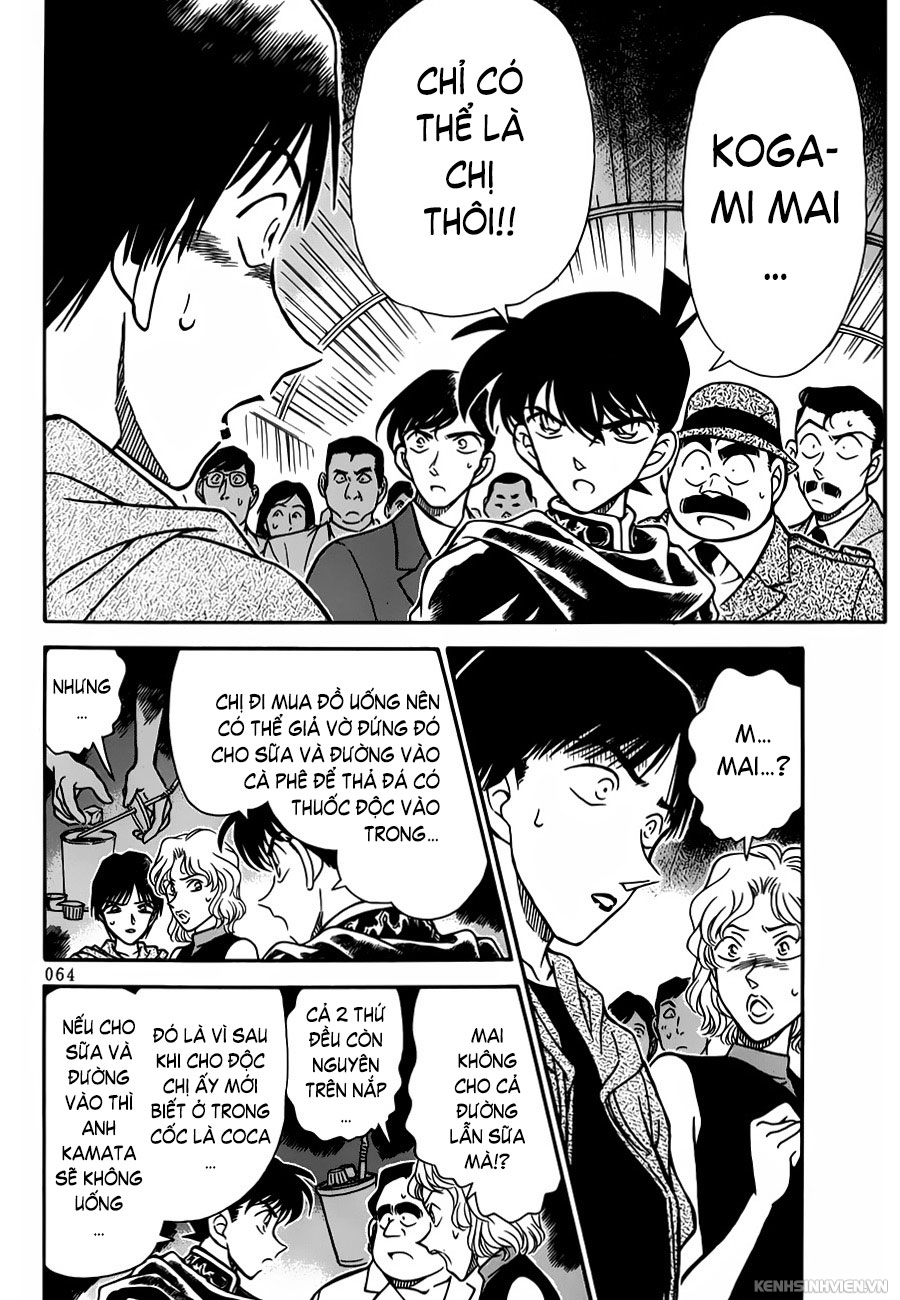 KOGA-
MI MAI
...
CHỈ CÓ
THỂ LÀ
CHỊ
THÔI!!
M...
MAI...?
CHỊ ĐI MUA ĐỒ UỐNG NÊN
CÓ THỂ GIẢ VỜ ĐỨNG ĐÓ
CHO SỮA VÀ ĐƯỜNG VÀO
CÀ PHÊ ĐỂ THẢ ĐÁ CÓ
THUỐC ĐỘC VÀO
TRONG...
NHƯNG
...
064
MAI
KHÔNG
CHO CẢ
ĐƯỜNG
LẪN SỮA
MÀ!?
CẢ 2 THỨ
ĐỀU CÒN
NGUYÊN
TRÊN NẮP
...
ĐÓ LÀ VÌ SAU
KHI CHO ĐỘC
CHỊ ẤY MỚI
BIẾT Ở TRONG
CỐC LÀ COCA
...
NẾU CHO
SỮA VÀ
ĐƯỜNG
VÀO THÌ
ANH
KAMATA
SẼ KHÔNG
UỐNG
...
KENHSINHVIEN.VN